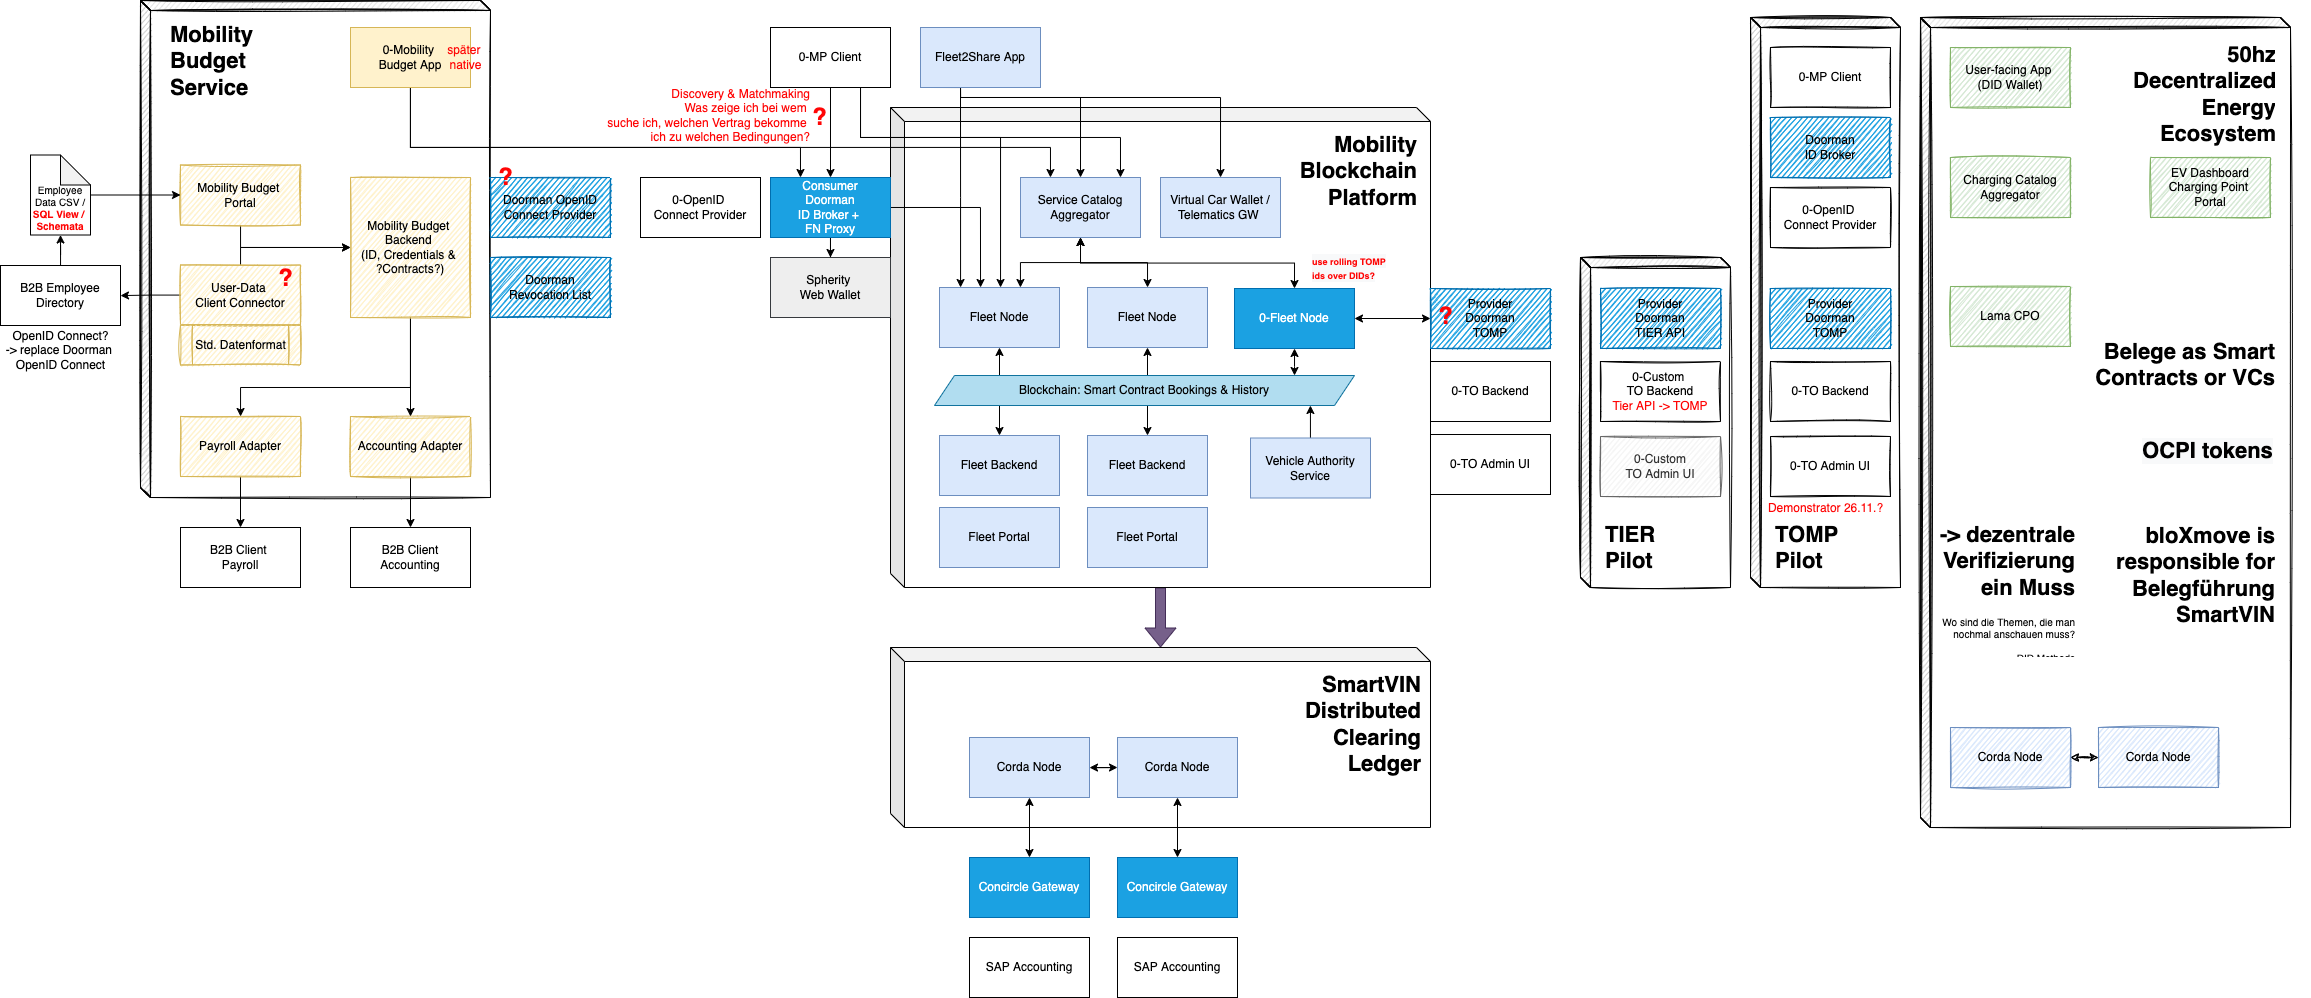 Mobility
Budget
Service
0-Mobility
Budget App
später
native
Employee
Data CSV /
SQL View /
Schemata
B2B Employee
Directory
OpenID Connect?
-> replace Doorman
OpenID Connect
Mobility Budget
Portal
User-Data
Client Connector
?
Std. Datenformat
Mobility Budget
Backend
(ID, Credentials &
?Contracts?)
Payroll Adapter
Accounting Adapter
B2B Client
Payroll
B2B Client
Accounting
?
Doorman OpenID
Connect Provider
Doorman
Revocation List
0-OpenID
Connect Provider
0-MP Client
Fleet2Share App
Discovery & Matchmaking
Was zeige ich bei wem
suche ich, welchen Vertrag bekomme
ich zu welchen Bedingungen?
?
Consumer
Doorman
ID Broker +
FN Proxy
Spherity
Web Wallet
Mobility
Blockchain
Platform
Service Catalog
Aggregator
Virtual Car Wallet /
Telematics GW
use rolling TOMP
ids over DIDs?
Fleet Node
Fleet Node
0-Fleet Node
Blockchain: Smart Contract Bookings & History
Fleet Backend
Fleet Backend
Vehicle Authority
Service
Fleet Portal
Fleet Portal
?
Provider
Doorman
TOMP
0-TO Backend
0-TO Admin UI
SmartVIN
Distributed
Clearing
Ledger
Corda Node
Corda Node
Concircle Gateway
Concircle Gateway
SAP Accounting
SAP Accounting
Provider
Doorman
TIER API
0-Custom
TO Backend
Tier API -> TOMP
0-Custom
TO Admin UI
TIER
Pilot
0-MP Client
Doorman
ID Broker
0-OpenID
Connect Provider
Provider
Doorman
TOMP
0-TO Backend
0-TO Admin UI
Demonstrator 26.11.?
TOMP
Pilot
50hz
Decentralized
Energy
Ecosystem
User-facing App
(DID Wallet)
Charging Catalog
Aggregator
EV Dashboard
Charging Point
Portal
Lama CPO
Belege as Smart
Contracts or VCs
OCPI tokens
-> dezentrale
Verifizierung
ein Muss
Wo sind die Themen, die man
nochmal anschauen muss?
bloXmove is
responsible for
Belegführung
SmartVIN
Corda Node
Corda Node